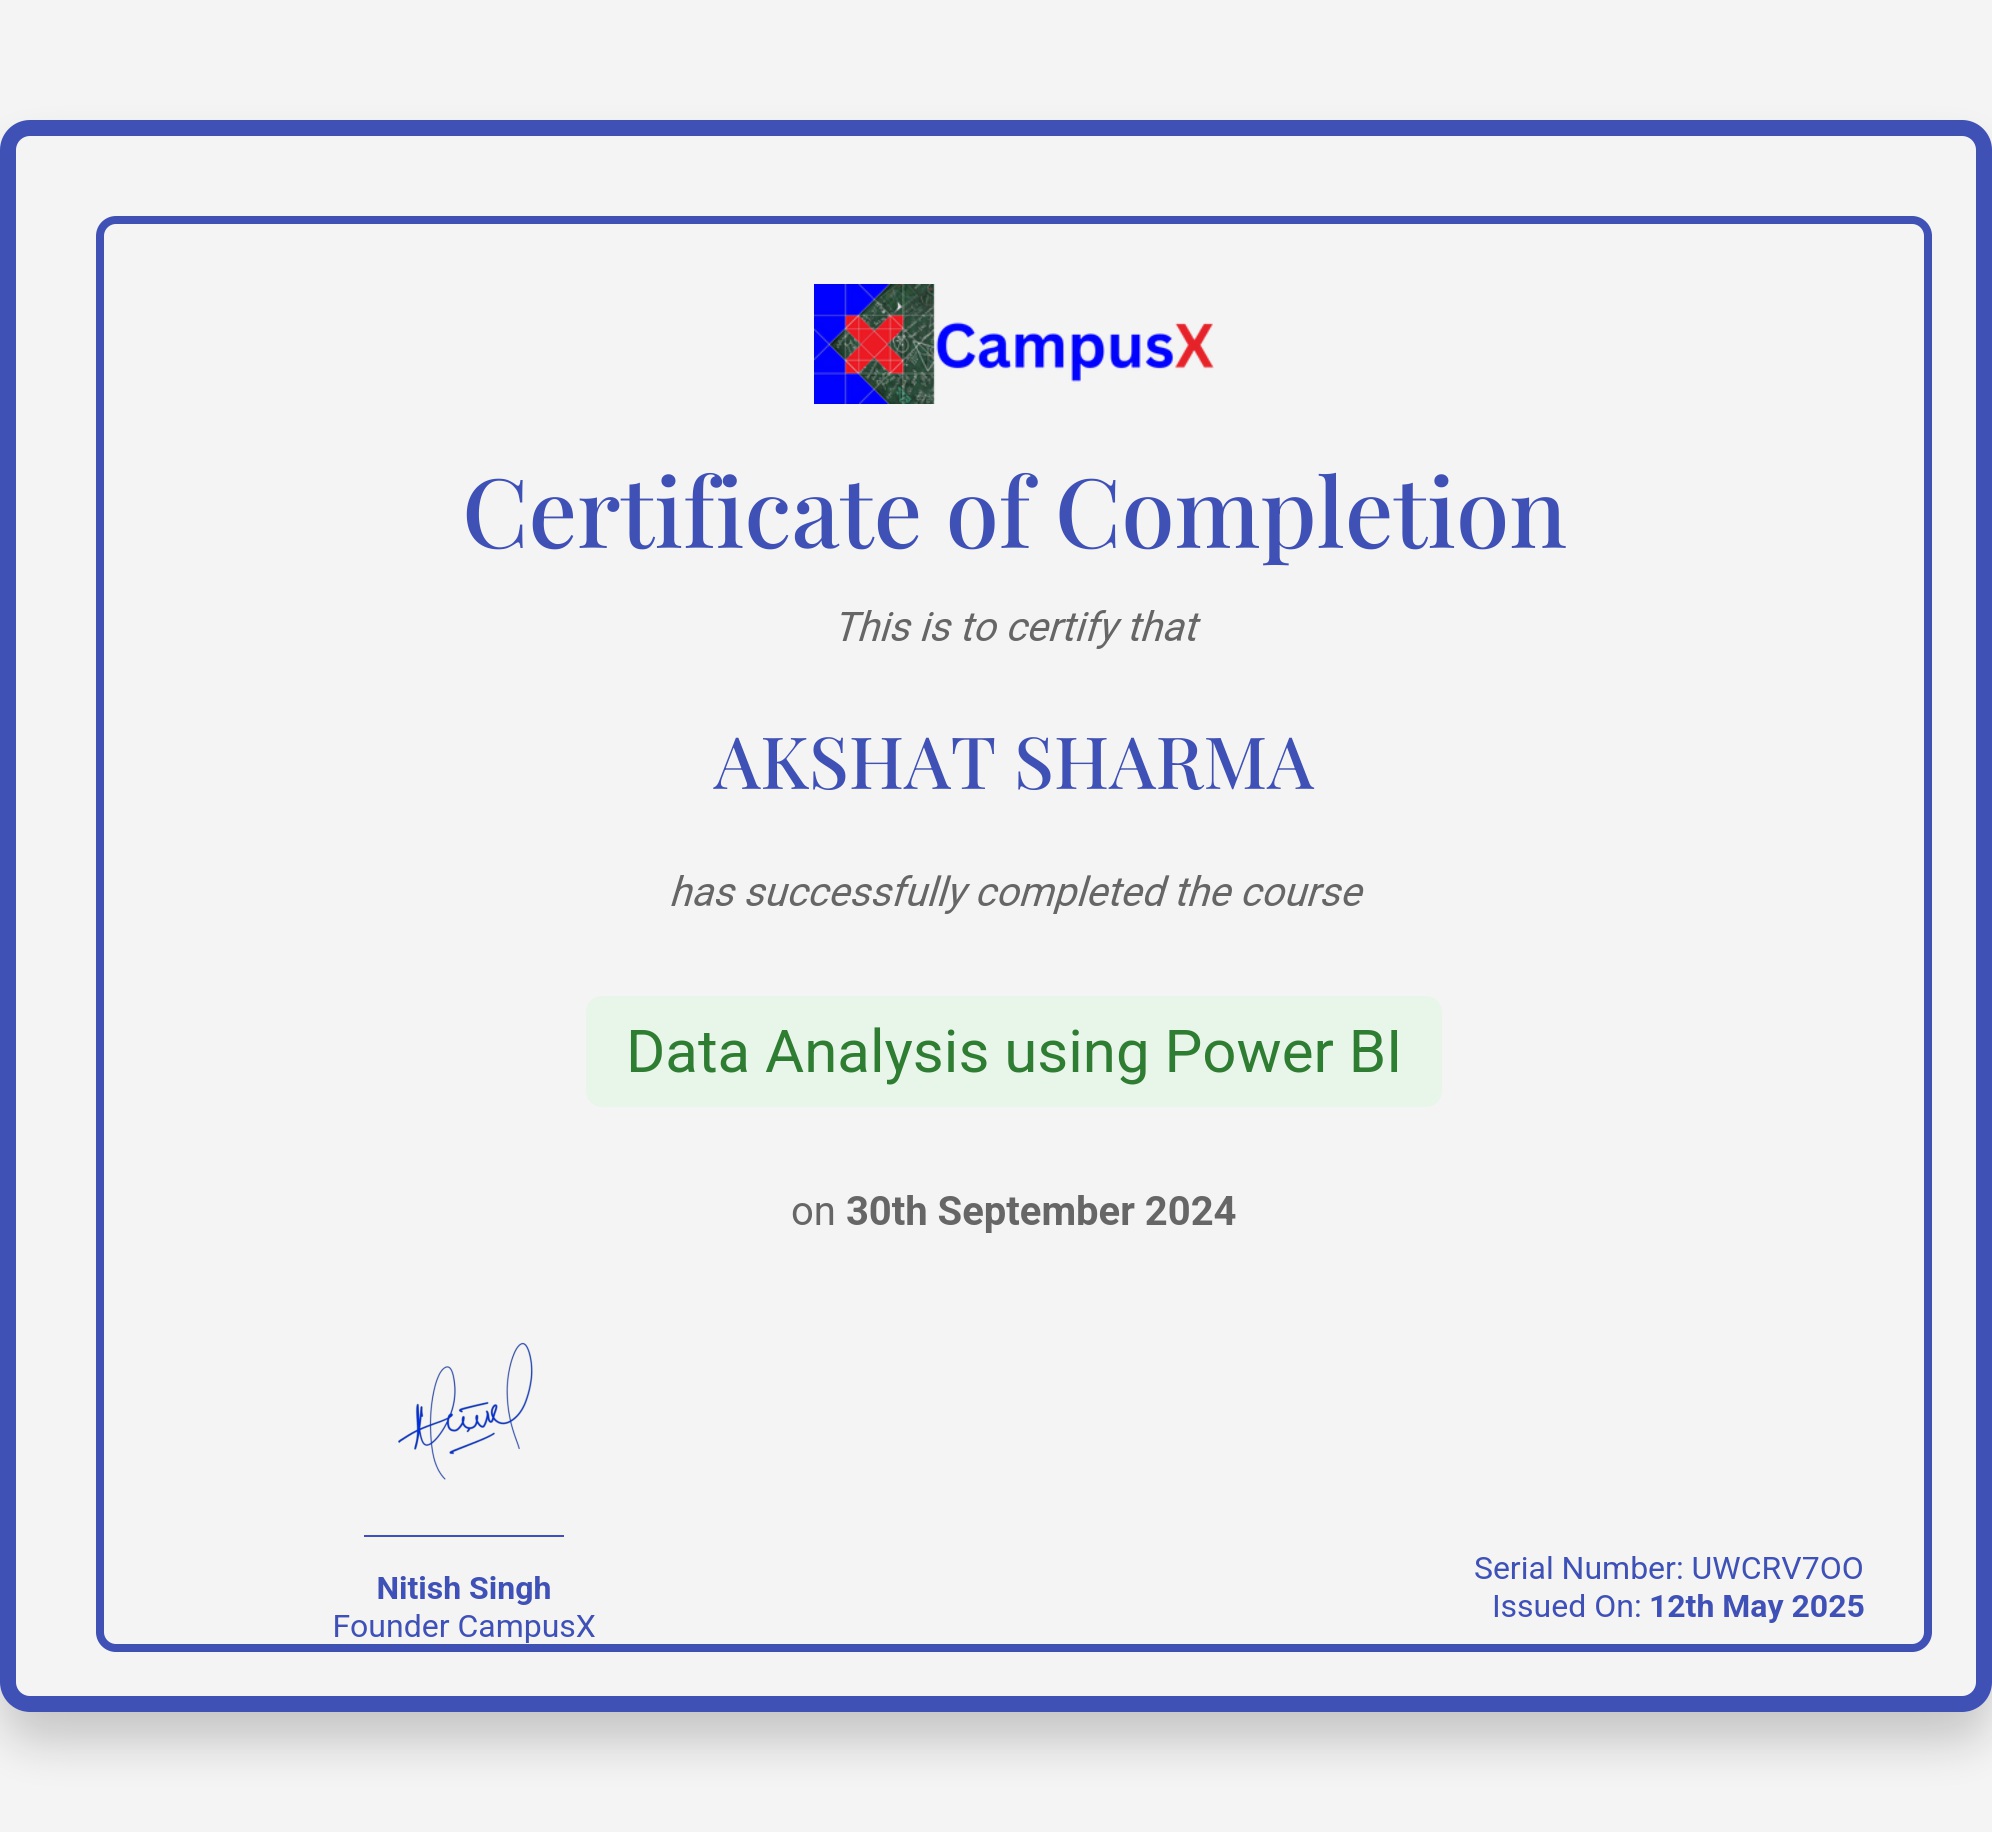 CampusX
Certificate of Completion
This is to certify that
AKSHAT SHARMA
has successfully completed the course
Data Analysis using Power BI
on 30th September 2024
Nitish Singh
Founder CampusX
Serial Number: UWCRV7OO
Issued On: 12th May 2025